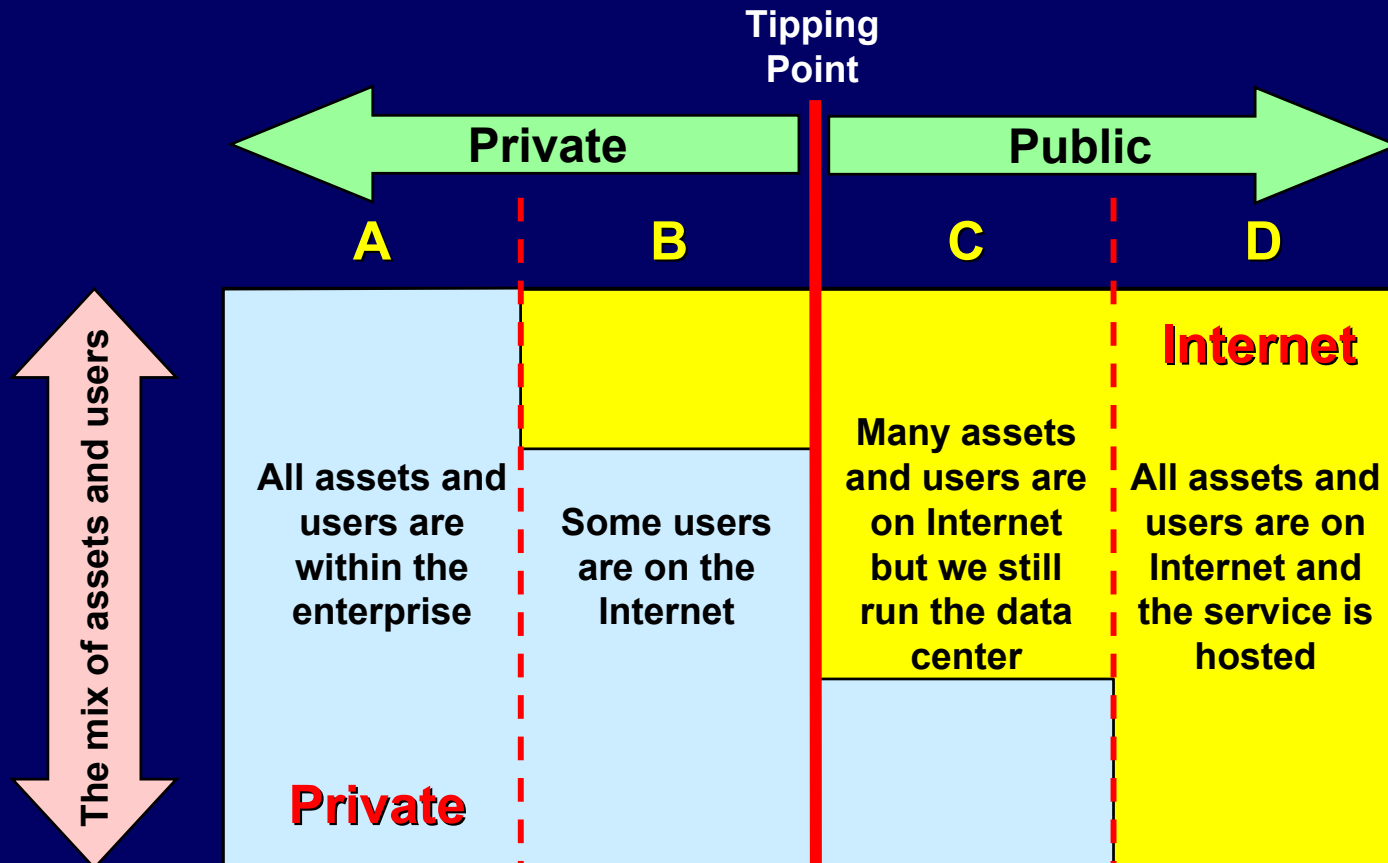 Tipping
Point
Private
Public
A
B
C
D
The mix of assets and users
All assets and
users are
within the
enterprise
Private
Some users
are on the
Internet
Many assets
and users are
on Internet
but we still
run the data
center
Internet
All assets and
users are on
Internet and
the service is
hosted